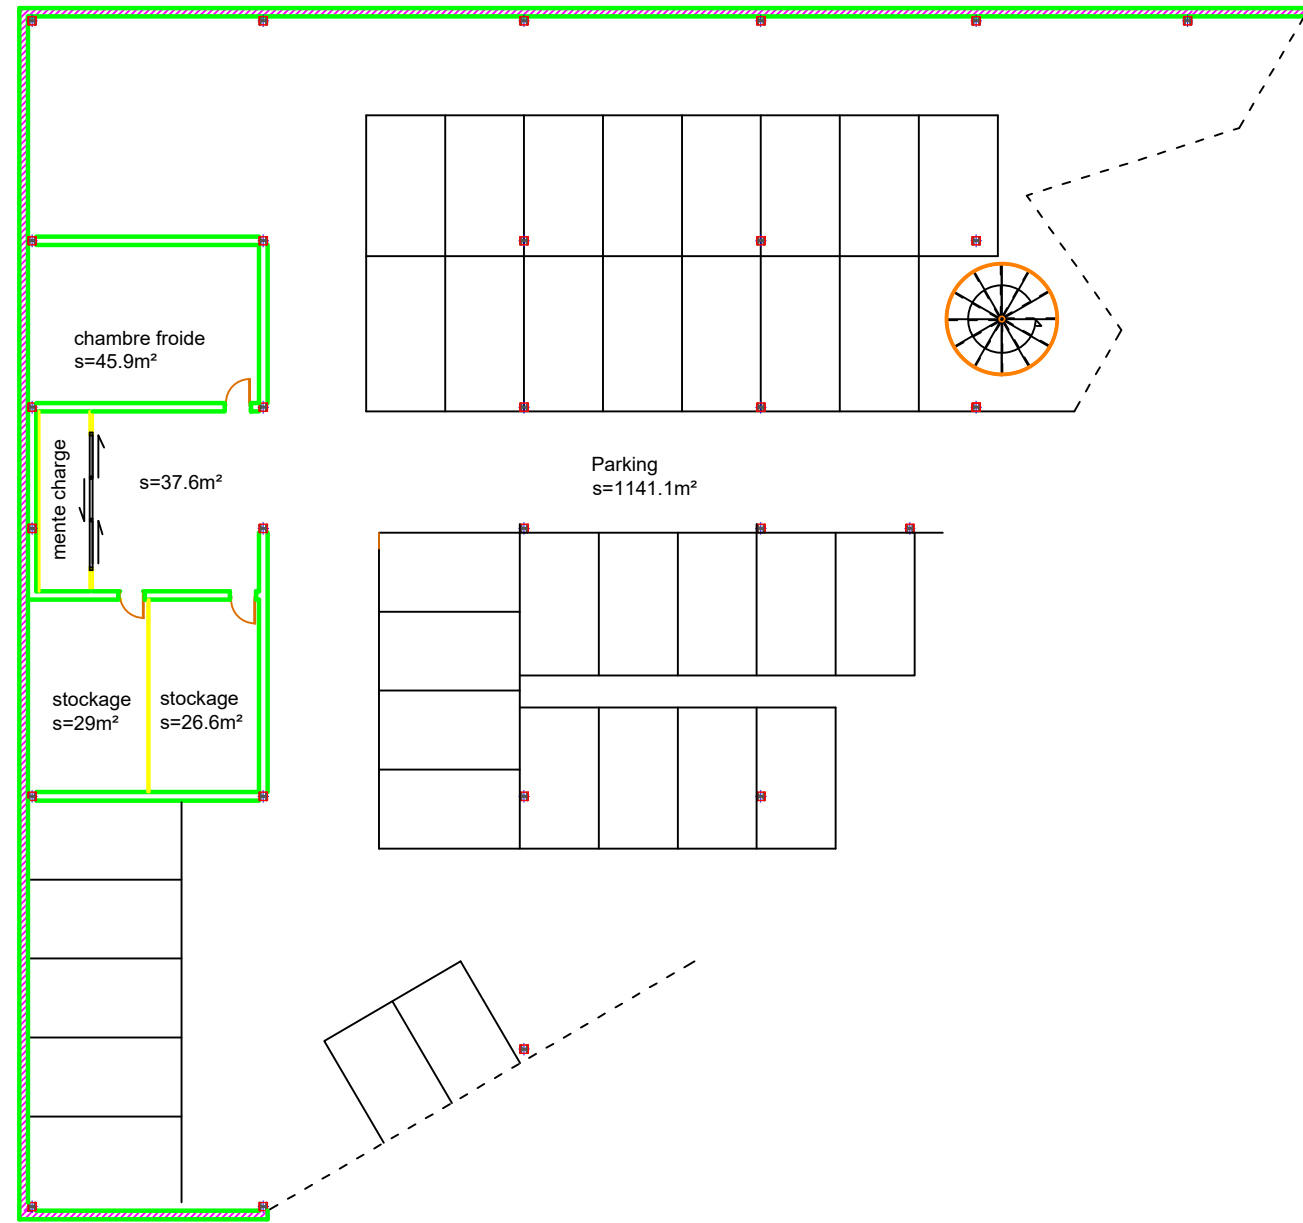 chambre froide
s=45.9m²
mente charge
s=37.6m²
Parking
s=1141.1m²
stockage
s=29m²
stockage
s=26.6m²